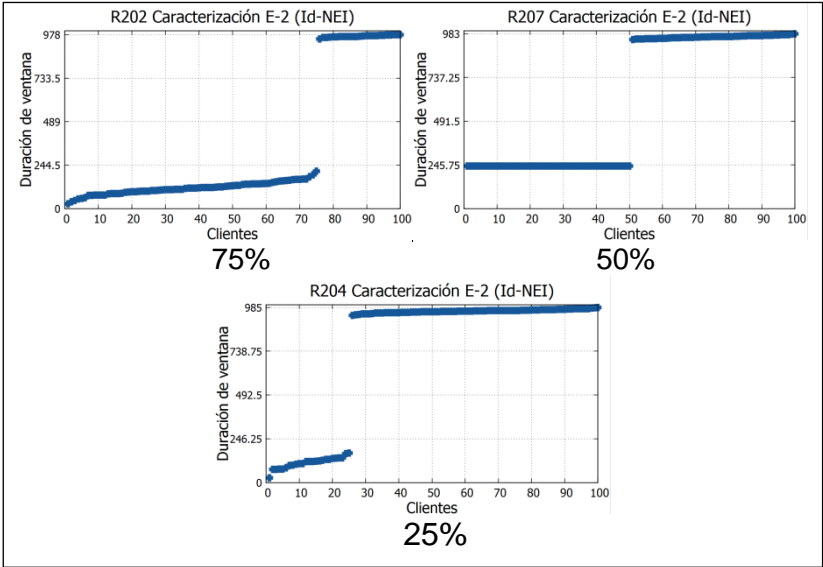 R202 Caracterización E-2 (Id-NEI)
978
733.5
489
244.5
0
Duración de ventana
0 10 20 30 40 50 60 70 80 90 100
Clientes
75%
R207 Caracterización E-2 (Id-NEI)
983
737.25
491.5
245.75
0
Duración de ventana
0 10 20 30 40 50 60 70 80 90 100
Clientes
50%
R204 Caracterización E-2 (Id-NEI)
985
738.75
492.5
246.25
0
Duración de ventana
0 10 20 30 40 50 60 70 80 90 100
Clientes
25%